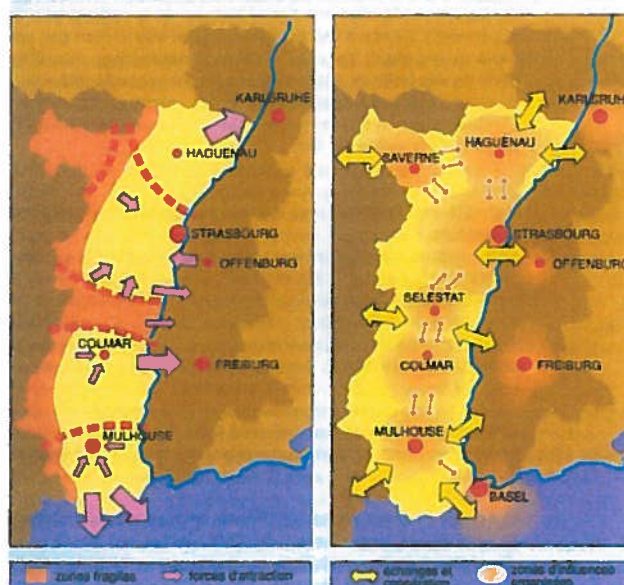 KARLSRUHE
HAGUENAU
STRASBOURG
OFFENBURG
COLMAR
FREIBURG
MULHOUSE
zones fragiles
forces d'attraction
KARLSRUH
HAGUENAU
SAVERNE
STRASBOURG
OFFENBURG
SELESTAT
COLMAR
FREIBURG
MULHOUSE
BASEL
échanges et
zones d'influences